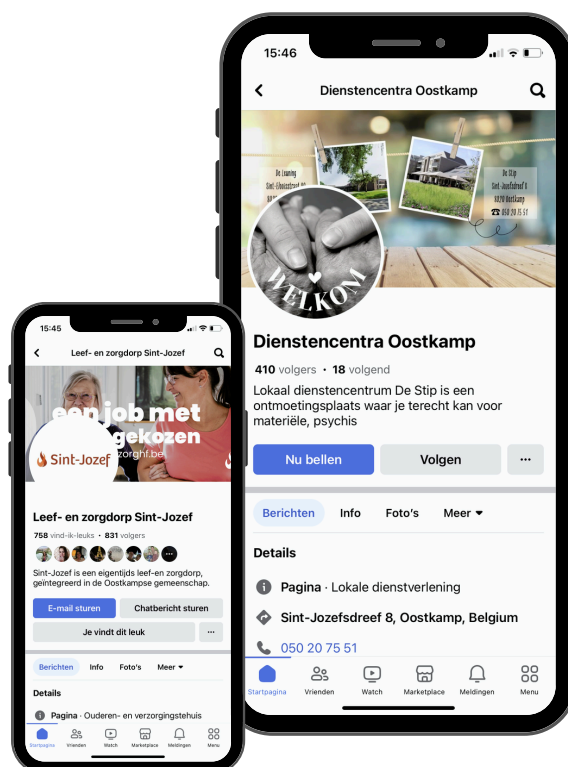 15:46
Dienstencentra Oostkamp
De Leaning
De Stip
Sint-Jozefsdreef 8
8020 Oostkamp
☎ 050 20 75 51
WELKOM
Dienstencentra Oostkamp
410 volgers • 18 volgend
Lokaal dienstencentrum De Stip is een
ontmoetingsplaats waar je terecht kan voor
materiële, psychis
Nu bellen
Volgen
...
Berichten Info Foto's Meer
Details
Pagina · Lokale dienstverlening
Sint-Jozefsdreef 8, Oostkamp, Belgium
050 20 75 51
Startpagina Vrienden Watch Marketplace Meldingen Menu
15:45
Leef- en zorgdorp Sint-Jozef
een job met
gekozen
zorghf.be
Sint-Jozef
Leef- en zorgdorp Sint-Jozef
758 vind-ik-leuks • 831 volgers
Sint-Jozef is een eigentijds leef-en zorgdorp,
geïntegreerd in de Oostkampse gemeenschap.
E-mail sturen
Chatbericht sturen
Je vindt dit leuk
...
Berichten Info Foto's Meer
Details
Pagina · Ouderen- en verzorgingstehuis
Startpagina Vrienden Watch Marketplace Meldingen Menu